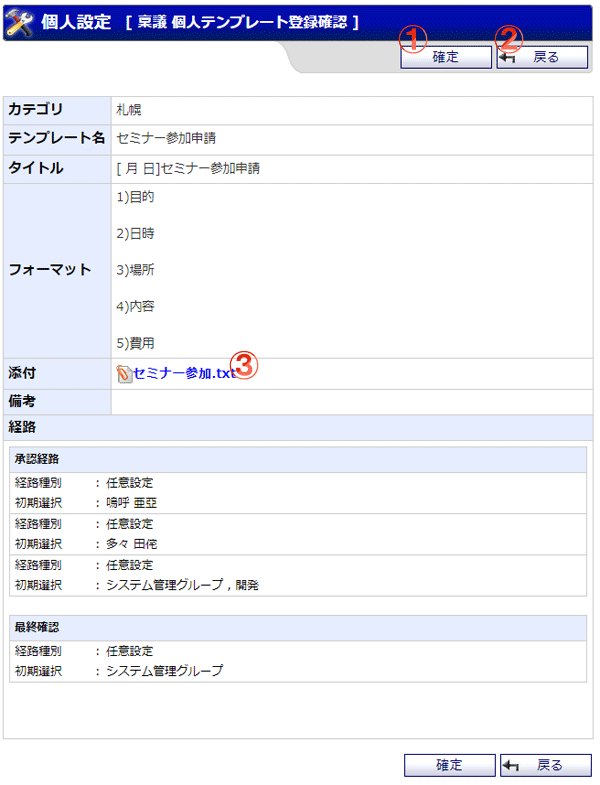 個人設定 [ 稟議 個人テンプレート登録確認 ]
① ②
確定 戻る
カテゴリ 札幌
テンプレート名 セミナー参加申請
タイトル [ 月 日]セミナー参加申請
フォーマット
1)目的
2)日時
3)場所
4)内容
5)費用
添付 セミナー参加.txt ③
備考
経路
承認経路
経路種別 : 任意設定
初期選択 : 嗚呼 亜亞
経路種別 : 任意設定
初期選択 : 多々 田侘
経路種別 : 任意設定
初期選択 : システム管理グループ , 開発
最終確認
経路種別 : 任意設定
初期選択 : システム管理グループ
確定 戻る